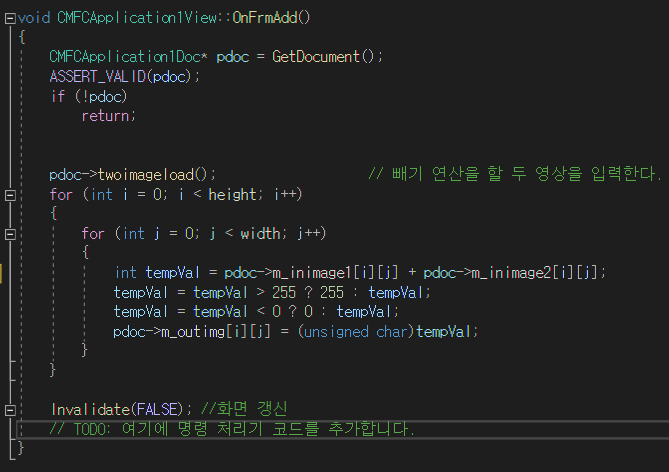 void CMFCApplication1View::OnFrmAdd()
{
CMFCApplication1Doc* pdoc = GetDocument();
ASSERT_VALID(pdoc);
if (!pdoc)
return;
pdoc->twoimageload(); // 빼기 연산을 할 두 영상을 입력한다.
for (int i = 0; i < height; i++)
{
for (int j = 0; j < width; j++)
{
int tempVal = pdoc->m_inimage1[i][j] + pdoc->m_inimage2[i][j];
tempVal = tempVal > 255 ? 255 : tempVal;
tempVal = tempVal < 0 ? 0 : tempVal;
pdoc->m_outimg[i][j] = (unsigned char)tempVal;
}
}
Invalidate(FALSE); //화면 갱신
// TODO: 여기에 명령 처리기 코드를 추가합니다.
}